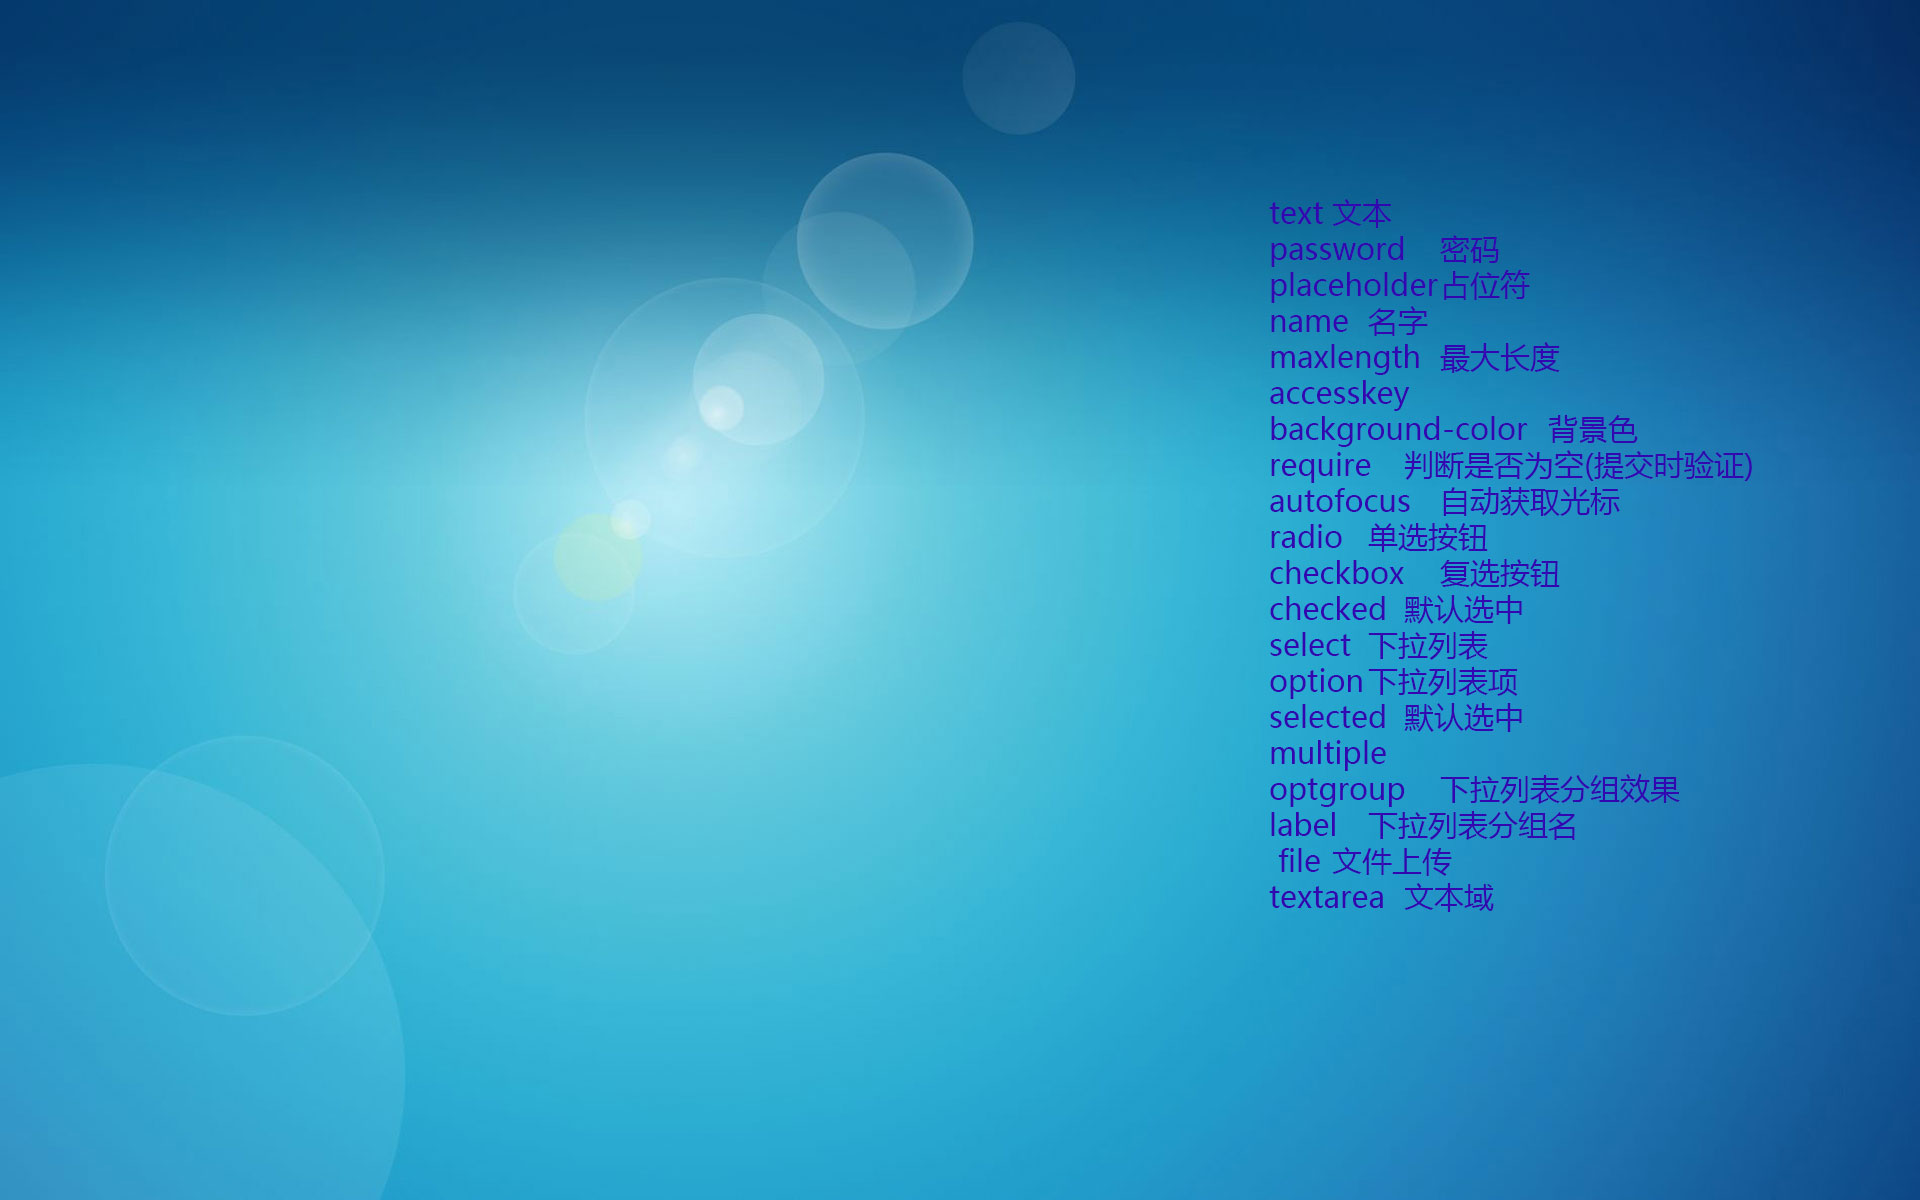 text 文本
password 密码
placeholder占位符
name 名字
maxlength 最大长度
accesskey
background-color 背景色
require 判断是否为空(提交时验证)
autofocus 自动获取光标
radio 单选按钮
checkbox 复选按钮
checked 默认选中
select 下拉列表
option下拉列表项
selected 默认选中
multiple
optgroup 下拉列表分组效果
label 下拉列表分组名
file 文件上传
textarea 文本域